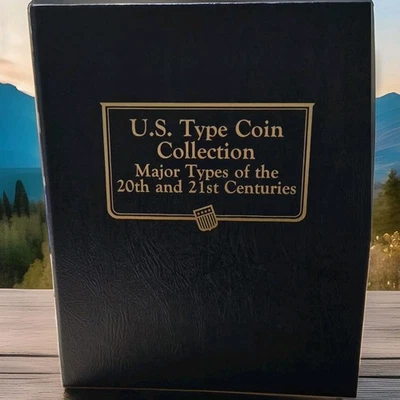 U.S. Type Coin
Collection
Major Types of the
20th and 21st Centuries